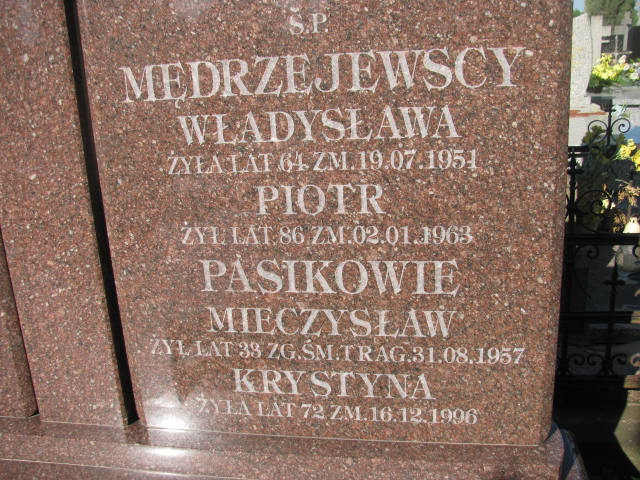 Ś.P.
MĘDRZEJEWSCY
WŁADYSŁAWA
ŻYŁA LAT 64 ZM. 19.07.1951
PIOTR
ŻYŁ LAT 86 ZM. 02.01.1963
PASIKOWIE
MIECZYSŁAW
ŻYŁ LAT 33 ZG. ŚM. TRAG. 31.08.1957
KRYSTYNA
ŻYŁA LAT 72 ZM. 16.12.1996